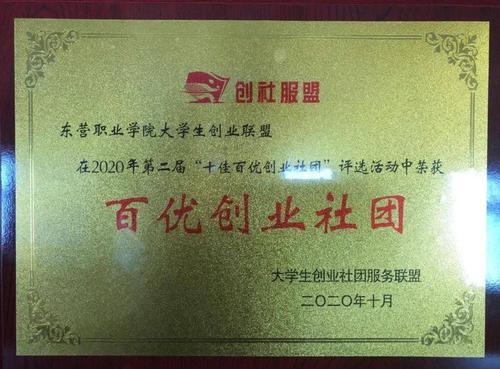 创社服盟
东营职业学院大学生创业联盟
在2020年第二届“十佳百优创业社团”评选活动中荣获
百优创业社团
大学生创业社团服务联盟
二〇二〇年十月